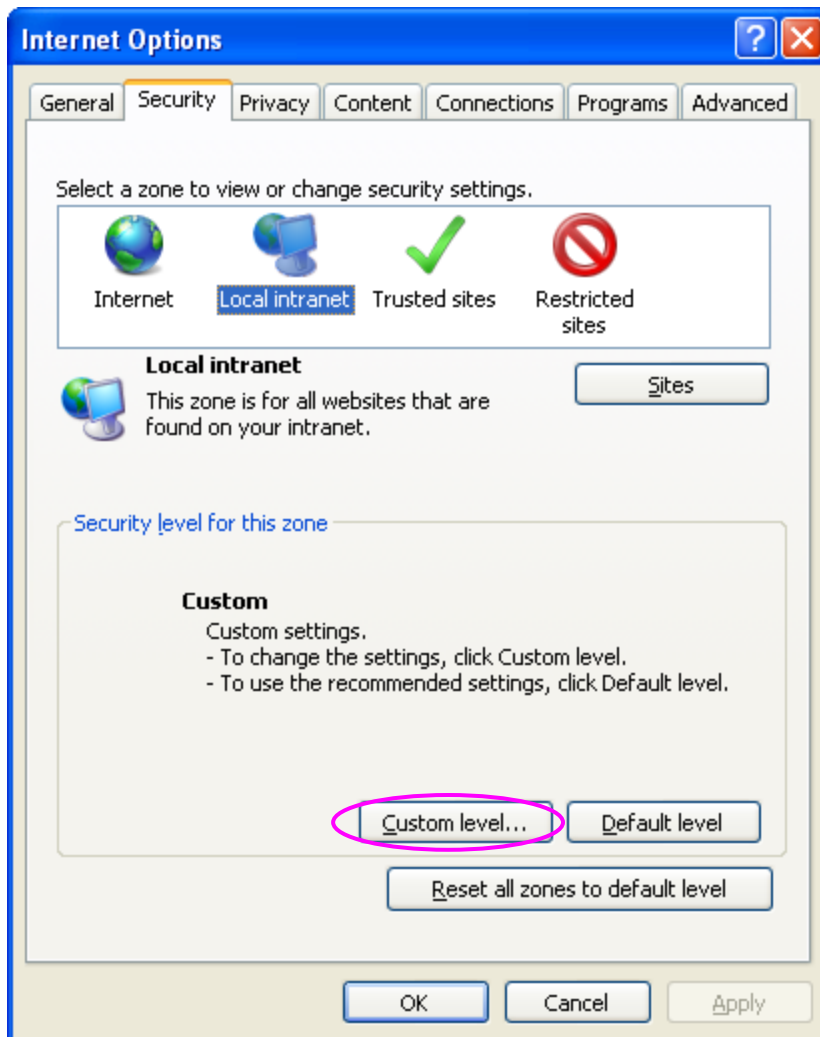 Internet Options
General Security Privacy Content Connections Programs Advanced
Select a zone to view or change security settings.
Internet Local intranet Trusted sites Restricted
sites
Local intranet
Sites
This zone is for all websites that are
found on your intranet.
Security level for this zone
Custom
Custom settings.
- To change the settings, click Custom level.
- To use the recommended settings, click Default level.
Custom level... Default level
Reset all zones to default level
OK Cancel Apply